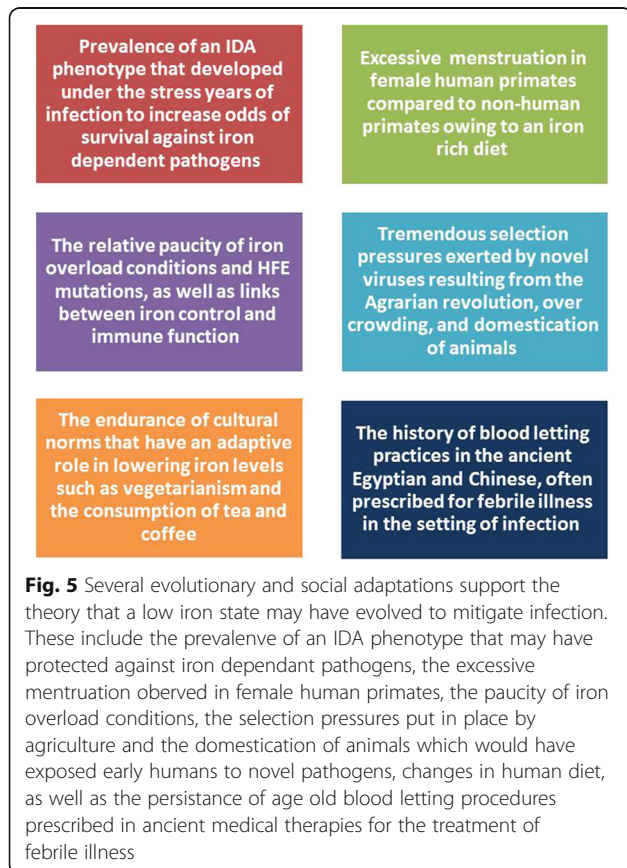 Prevalence of an IDA
phenotype that developed
under the stress years of
infection to increase odds of
survival against iron
dependent pathogens
Excessive menstruation in
female human primates
compared to non-human
primates owing to an iron
rich diet
The relative paucity of iron
overload conditions and HFE
mutations, as well as links
between iron control and
immune function
Tremendous selection
pressures exerted by novel
viruses resulting from the
Agrarian revolution, over
crowding, and domestication
of animals
The endurance of cultural
norms that have an adaptive
role in lowering iron levels
such as vegetarianism and
the consumption of tea and
coffee
The history of blood letting
practices in the ancient
Egyptian and Chinese, often
prescribed for febrile illness
in the setting of infection
Fig. 5 Several evolutionary and social adaptations support the
theory that a low iron state may have evolved to mitigate infection.
These include the prevalenve of an IDA phenotype that may have
protected against iron dependant pathogens, the excessive
mentruation oberved in female human primates, the paucity of iron
overload conditions, the selection pressures put in place by
agriculture and the domestication of animals which would have
exposed early humans to novel pathogens, changes in human diet,
as well as the persistance of age old blood letting procedures
prescribed in ancient medical therapies for the treatment of
febrile illness